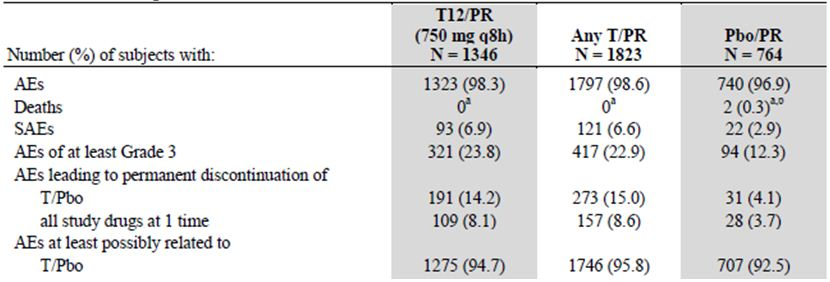 T12/PR
(750 mg q8h) Any T/PR Pbo/PR
Number (%) of subjects with: N = 1346 N = 1823 N = 764
AEs 1323 (98.3) 1797 (98.6) 740 (96.9)
Deaths 0a 0a 2 (0.3)a,o
SAEs 93 (6.9) 121 (6.6) 22 (2.9)
AEs of at least Grade 3 321 (23.8) 417 (22.9) 94 (12.3)
AEs leading to permanent discontinuation of
T/Pbo 191 (14.2) 273 (15.0) 31 (4.1)
all study drugs at 1 time 109 (8.1) 157 (8.6) 28 (3.7)
AEs at least possibly related to
T/Pbo 1275 (94.7) 1746 (95.8) 707 (92.5)